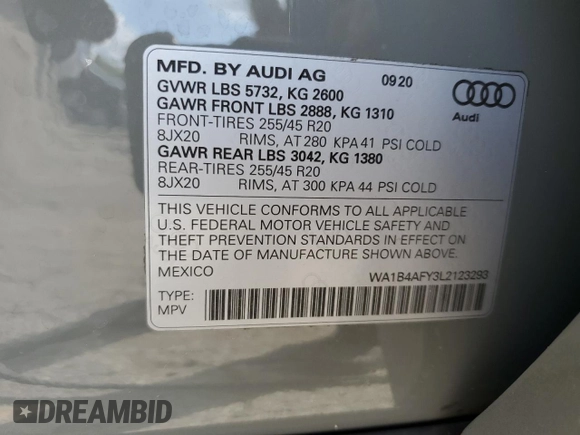 MFD. BY AUDI AG 0920
GVWR LBS 5732, KG 2600
GAWR FRONT LBS 2888, KG 1310
FRONT-TIRES 255/45 R20
8JX20 RIMS, AT 280 KPA 41 PSI COLD
GAWR REAR LBS 3042, KG 1380
REAR-TIRES 255/45 R20
8JX20 RIMS, AT 300 KPA 44 PSI COLD
Audi
THIS VEHICLE CONFORMS TO ALL APPLICABLE
U.S. FEDERAL MOTOR VEHICLE SAFETY AND
THEFT PREVENTION STANDARDS IN EFFECT ON
THE DATE OF MANUFACTURE SHOWN ABOVE.
MEXICO WA1B4AFY3L2123293
TYPE:
MPV
DREAMBID